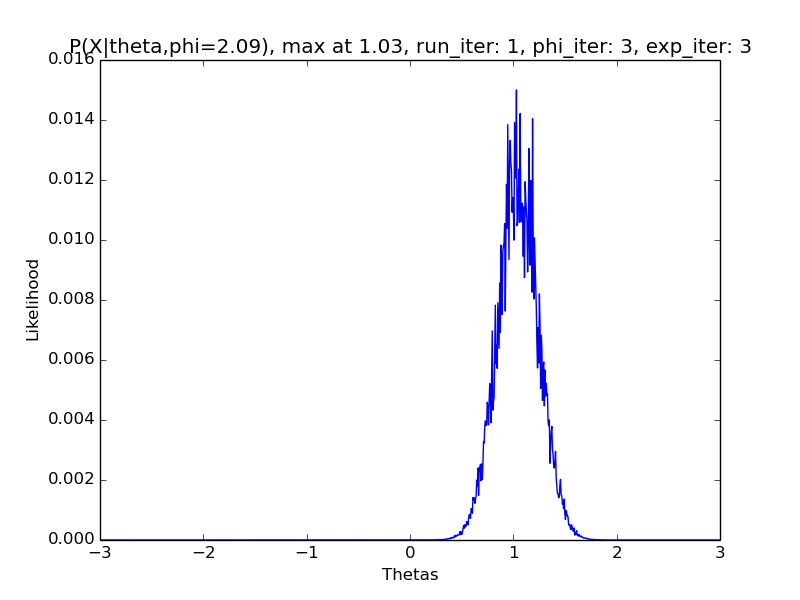 P(X|theta,phi=2.09), max at 1.03, run_iter: 1, phi_iter: 3, exp_iter: 3
0.016
0.014
0.012
0.010
0.008
0.006
0.004
0.002
0.000
Likelihood
−3 −2 −1 0 1 2 3
Thetas